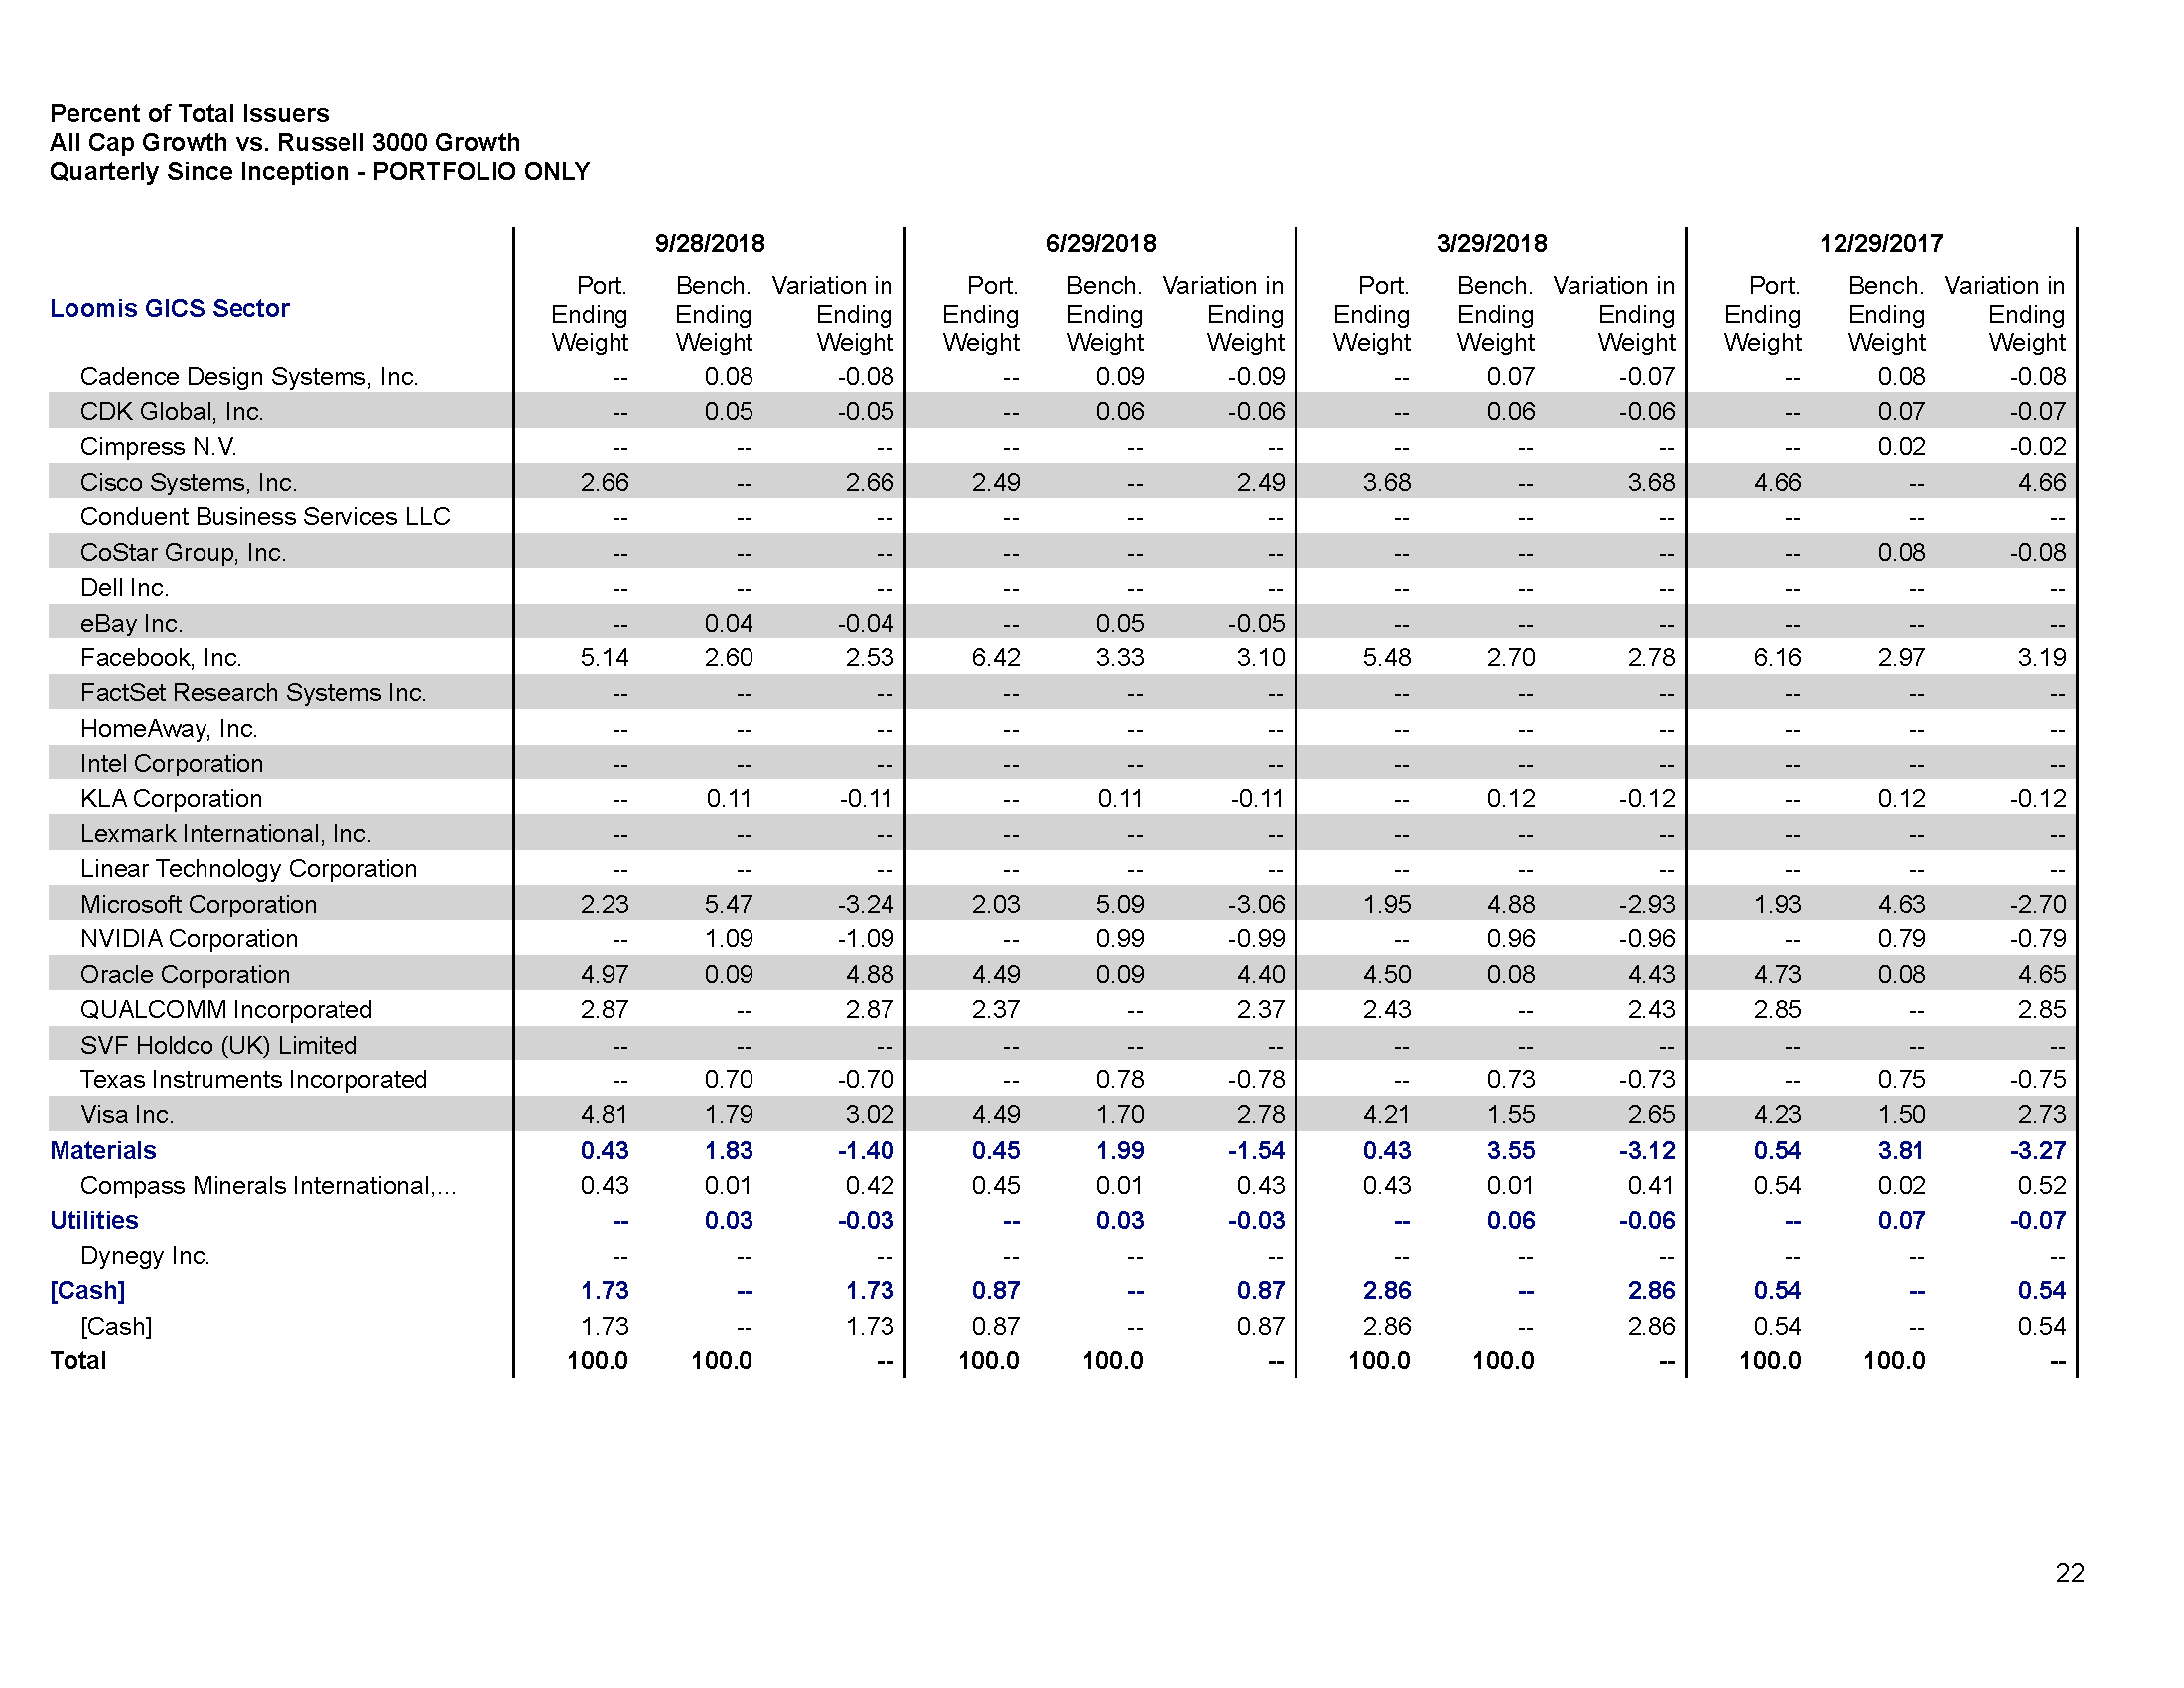 Percent of Total Issuers
All Cap Growth vs. Russell 3000 Growth
Quarterly Since Inception - PORTFOLIO ONLY
9/28/2018 6/29/2018 3/29/2018 12/29/2017
Port. Bench. Variation in Port. Bench. Variation in Port. Bench. Variation in Port. Bench. Variation in
Loomis GICS Sector Ending Ending Ending Ending Ending Ending Ending Ending Ending Ending Ending Ending
Weight Weight Weight Weight Weight Weight Weight Weight Weight Weight Weight Weight
Cadence Design Systems, Inc. -- 0.08 -0.08 -- 0.09 -0.09 -- 0.07 -0.07 -- 0.08 -0.08
CDK Global, Inc. -- 0.05 -0.05 -- 0.06 -0.06 -- 0.06 -0.06 -- 0.07 -0.07
Cimpress N.V. -- -- -- -- -- -- -- -- -- -- 0.02 -0.02
Cisco Systems, Inc. 2.66 -- 2.66 2.49 -- 2.49 3.68 -- 3.68 4.66 -- 4.66
Conduent Business Services LLC -- -- -- -- -- -- -- -- -- -- -- --
CoStar Group, Inc. -- -- -- -- -- -- -- -- -- -- 0.08 -0.08
Dell Inc. -- -- -- -- -- -- -- -- -- -- -- --
eBay Inc. -- 0.04 -0.04 -- 0.05 -0.05 -- -- -- -- -- --
Facebook, Inc. 5.14 2.60 2.53 6.42 3.33 3.10 5.48 2.70 2.78 6.16 2.97 3.19
FactSet Research Systems Inc. -- -- -- -- -- -- -- -- -- -- -- --
HomeAway, Inc. -- -- -- -- -- -- -- -- -- -- -- --
Intel Corporation -- -- -- -- -- -- -- -- -- -- -- --
KLA Corporation -- 0.11 -0.11 -- 0.11 -0.11 -- 0.12 -0.12 -- 0.12 -0.12
Lexmark International, Inc. -- -- -- -- -- -- -- -- -- -- -- --
Linear Technology Corporation -- -- -- -- -- -- -- -- -- -- -- --
Microsoft Corporation 2.23 5.47 -3.24 2.03 5.09 -3.06 1.95 4.88 -2.93 1.93 4.63 -2.70
NVIDIA Corporation -- 1.09 -1.09 -- 0.99 -0.99 -- 0.96 -0.96 -- 0.79 -0.79
Oracle Corporation 4.97 0.09 4.88 4.49 0.09 4.40 4.50 0.08 4.43 4.73 0.08 4.65
QUALCOMM Incorporated 2.87 -- 2.87 2.37 -- 2.37 2.43 -- 2.43 2.85 -- 2.85
SVF Holdco (UK) Limited -- -- -- -- -- -- -- -- -- -- -- --
Texas Instruments Incorporated -- 0.70 -0.70 -- 0.78 -0.78 -- 0.73 -0.73 -- 0.75 -0.75
Visa Inc. 4.81 1.79 3.02 4.49 1.70 2.78 4.21 1.55 2.65 4.23 1.50 2.73
Materials 0.43 1.83 -1.40 0.45 1.99 -1.54 0.43 3.55 -3.12 0.54 3.81 -3.27
Compass Minerals International,... 0.43 0.01 0.42 0.45 0.01 0.43 0.43 0.01 0.41 0.54 0.02 0.52
Utilities -- 0.03 -0.03 -- 0.03 -0.03 -- 0.06 -0.06 -- 0.07 -0.07
Dynegy Inc. -- -- -- -- -- -- -- -- -- -- -- --
[Cash] 1.73 -- 1.73 0.87 -- 0.87 2.86 -- 2.86 0.54 -- 0.54
[Cash] 1.73 -- 1.73 0.87 -- 0.87 2.86 -- 2.86 0.54 -- 0.54
Total 100.0 100.0 -- 100.0 100.0 -- 100.0 100.0 -- 100.0 100.0 --
22